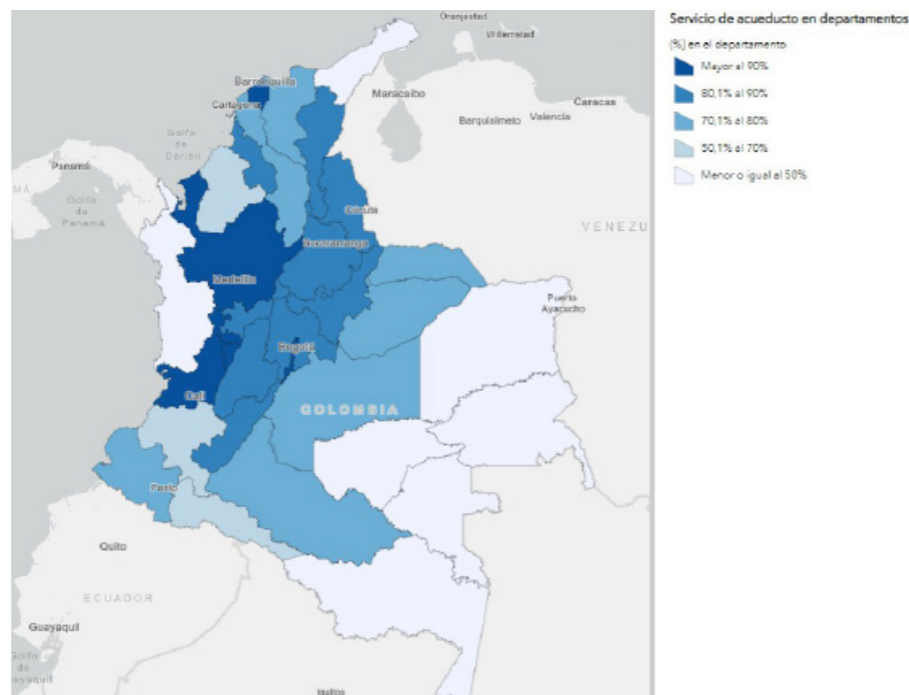 Servicio de acueducto en departamentos
(%) en el departamento
Mayor al 90%
80,1% al 90%
70,1% al 80%
50,1% al 70%
Menor o igual al 50%
Oranjestad
Willemstad
Barranquilla
Cartagena
Maracaibo
Caracas
Barquisimeto
Valencia
Golfo
de
Darién
Panamá
Golfo
de
Panamá
Cúcuta
VENEZU
Bucaramanga
Medellín
Puerto
Ayacucho
Bogotá
Cali
COLOMBIA
Pasto
Quito
ECUADOR
Guayaquil
Golfo
de
Iquitos